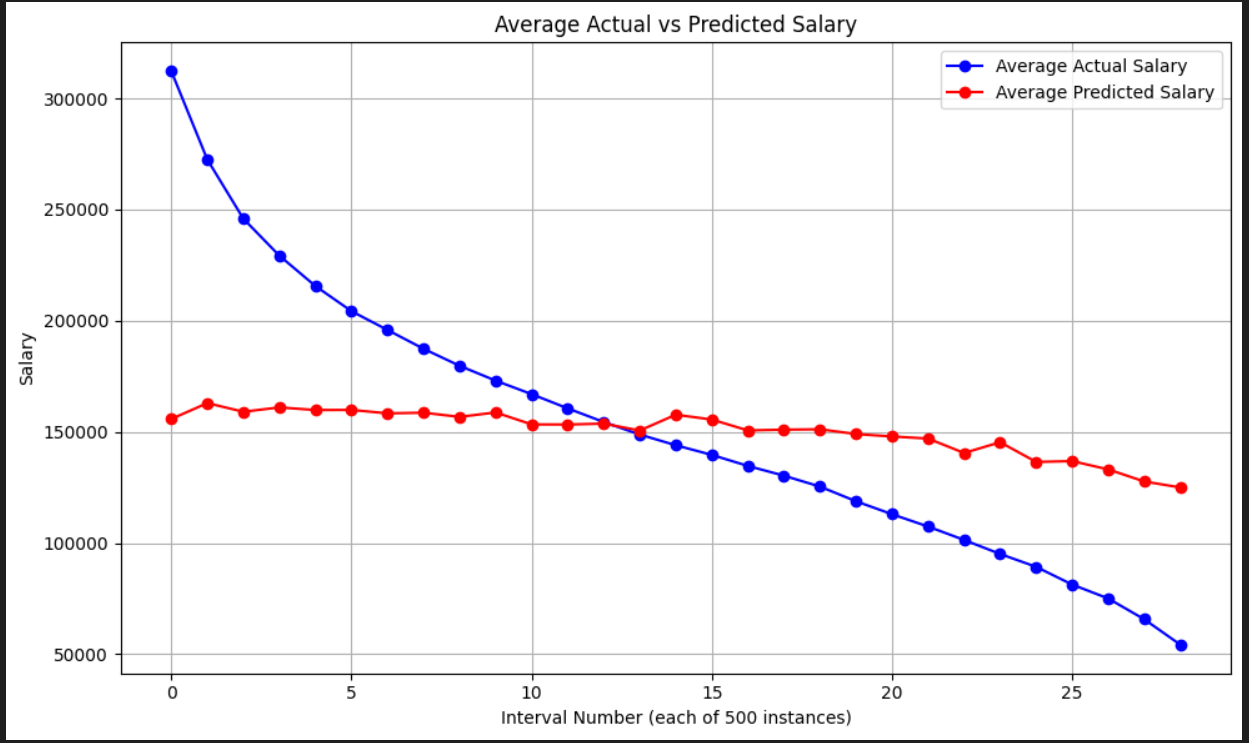 Average Actual vs Predicted Salary
Average Actual Salary
Average Predicted Salary
300000
250000
200000
150000
100000
50000
Salary
0 5 10 15 20 25
Interval Number (each of 500 instances)